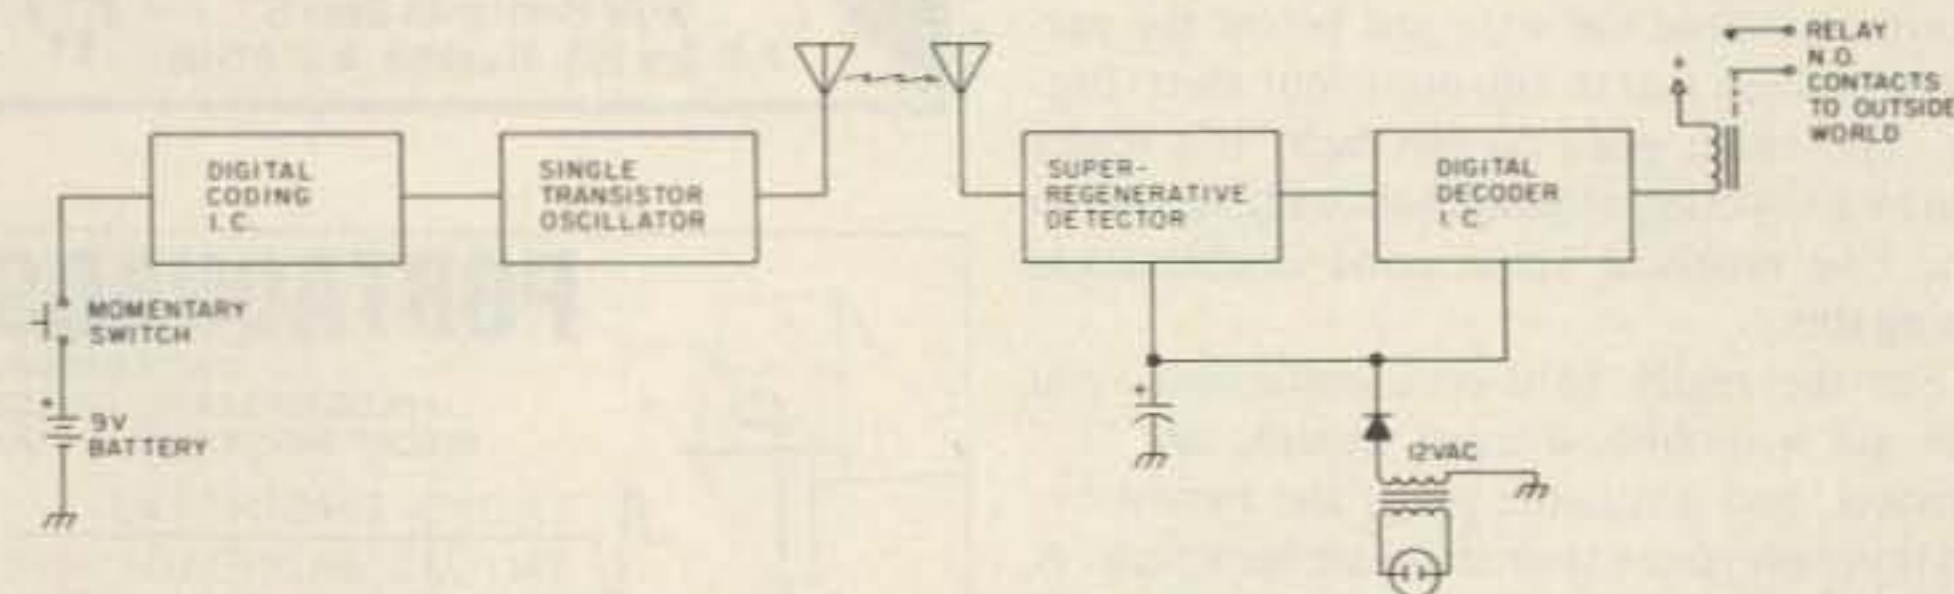 DIGITAL
CODING
I.C.
SINGLE
TRANSISTOR
OSCILLATOR
SUPER-
REGENERATIVE
DETECTOR
DIGITAL
DECODER
I.C.
RELAY
N.O.
CONTACTS
TO OUTSIDE
WORLD
MOMENTARY
SWITCH
+
9V
BATTERY
+
+
12VAC